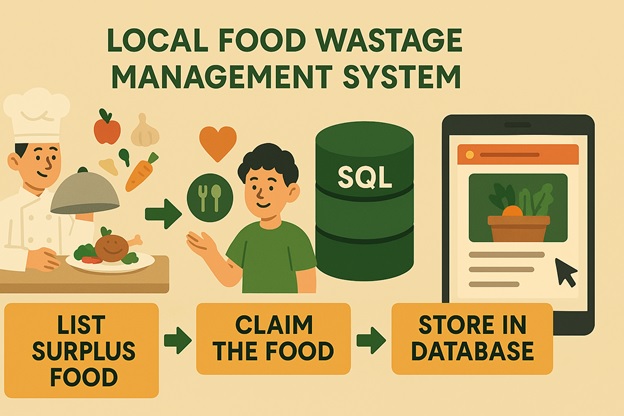 LOCAL FOOD WASTAGE
MANAGEMENT SYSTEM
SQL
LIST
SURPLUS
FOOD
CLAIM
THE FOOD
STORE IN
DATABASE